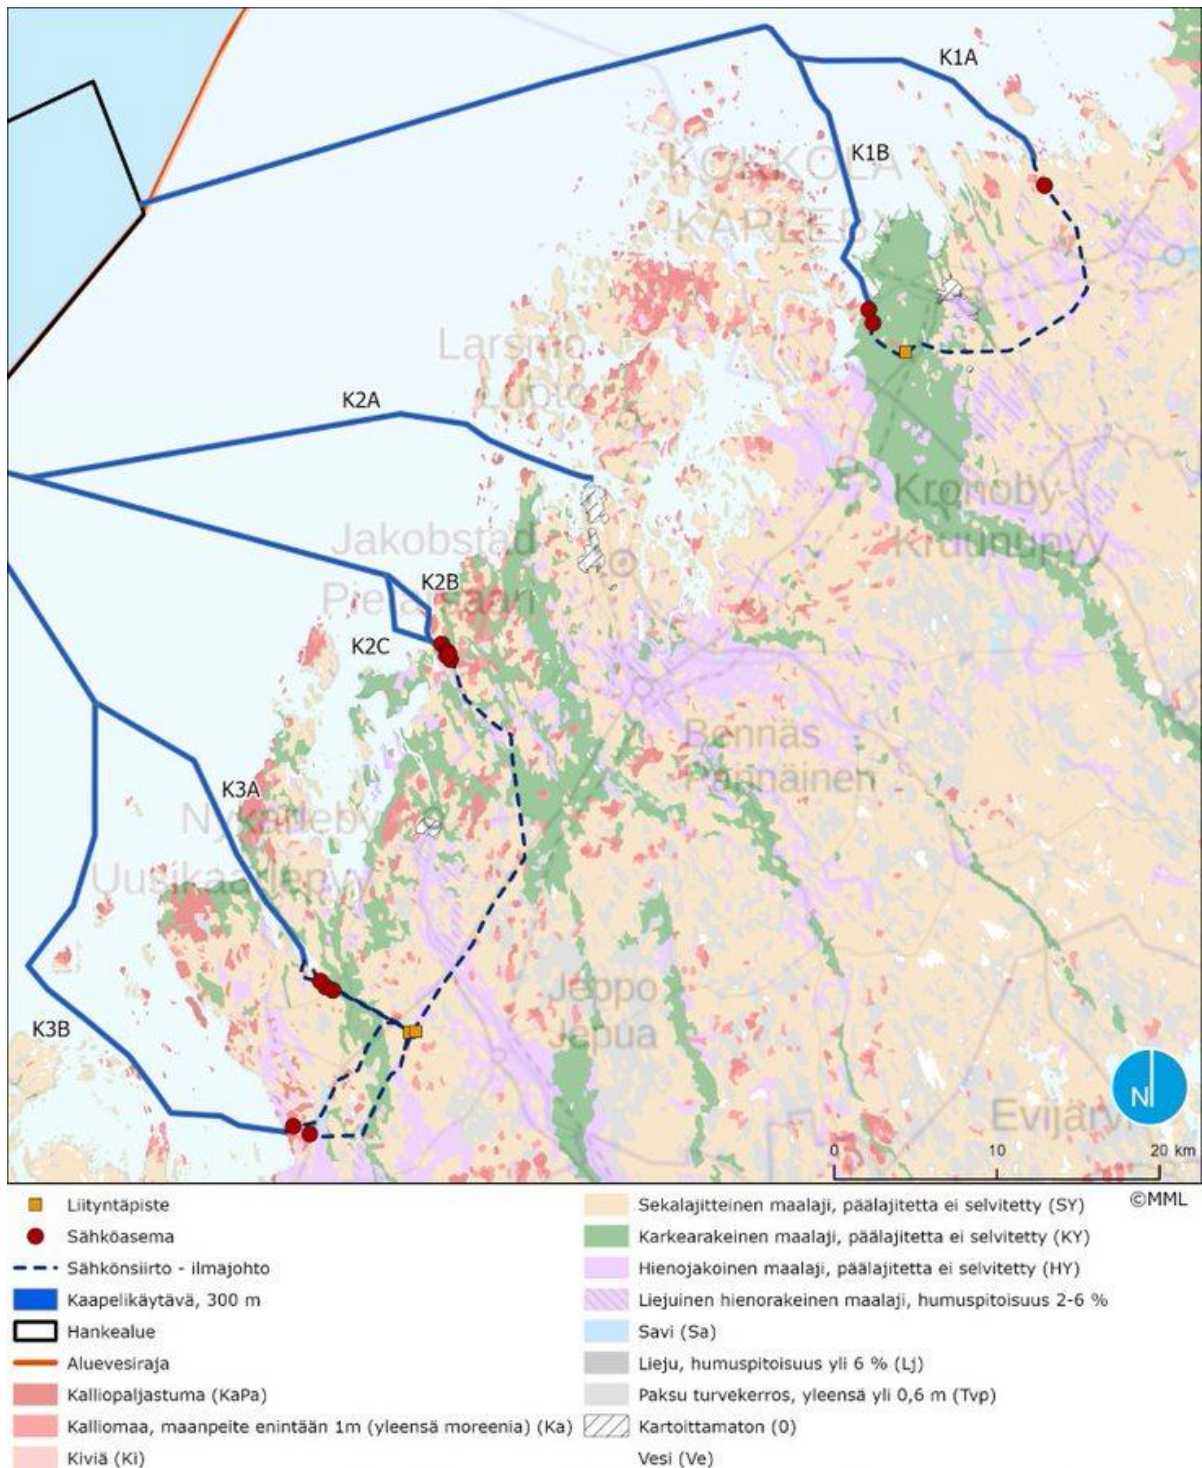 K1A
K1B
KOKKOLA
KARLEBY
Larsmo
Luoto
K2A
Kronoby-
Kruunupyy
Jakobstad
Pietarsaari
K2B
K2C
Bennäs
Pännäinen
K3A
Nykarleby
Uusikaarlepyy
Jeppo
Jepua
K3B
N
Evijärvi
0 10 20 km
©MML
Liityntäpiste
Sähköasema
Sähkönsiirto - ilmajohto
Kaapelikäytävä, 300 m
Hankealue
Aluevesiraja
Kalliopaljastuma (KaPa)
Kalliomaa, maanpeite enintään 1m (yleensä moreenia) (Ka)
Kiviä (Ki)
Sekalajitteinen maalaji, päälajitetta ei selvitetty (SY)
Karkearakeinen maalaji, päälajitetta ei selvitetty (KY)
Hienojakoinen maalaji, päälajitetta ei selvitetty (HY)
Liejuinen hienorakeinen maalaji, humuspitoisuus 2-6 %
Savi (Sa)
Lieju, humuspitoisuus yli 6 % (Lj)
Paksu turvekerros, yleensä yli 0,6 m (Tvp)
Kartoittamaton (0)
Vesi (Ve)